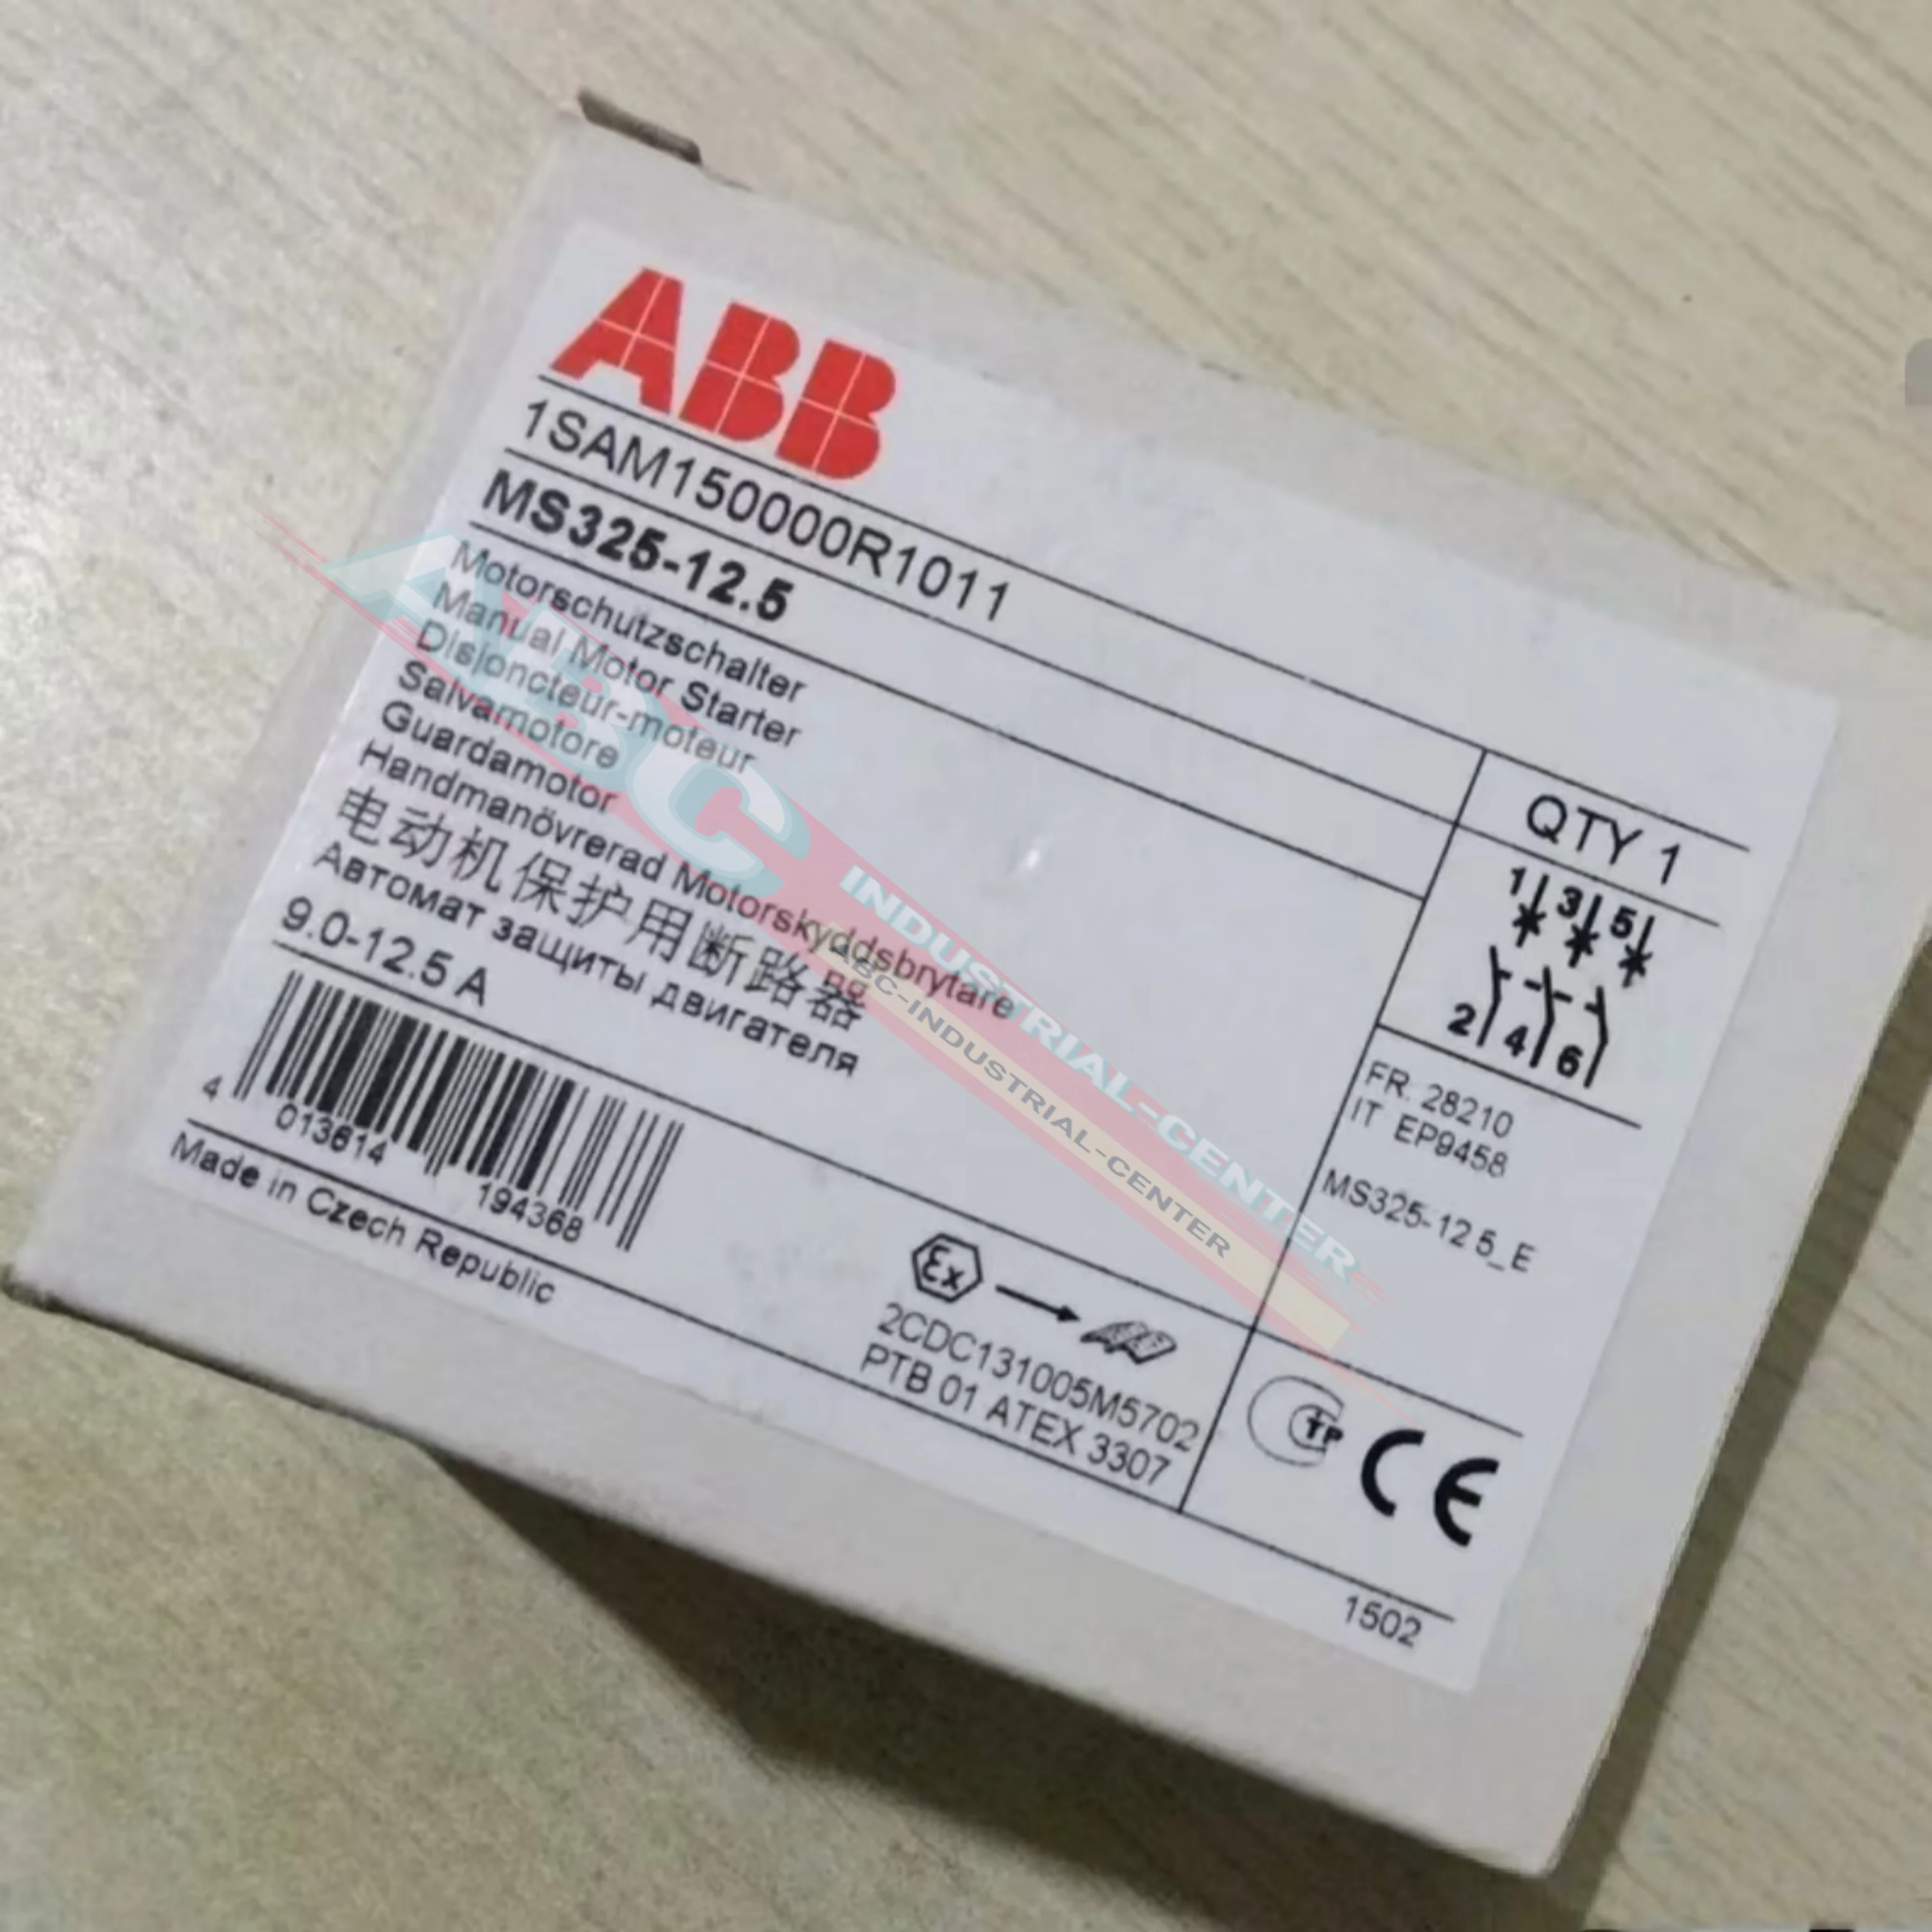 ABB
1SAM150000R1011
MS325-12.5
Motorschutzschalter
Manual Motor Starter
Disjoncteur-moteur
Salvamotore
Guardamotor
Handmanövrerad Motorskyddsbrytare
电动机保护用断路器
Автомат защиты двигателя
9.0-12.5 A
4 013614 194368
Made in Czech Republic
Ex
2CDC131005M5702
PTB 01 ATEX 3307
QTY 1
1 3 5
2 4 6
FR. 28210
IT EP9458
MS325-12 5_E
CE
1502
ABC INDUSTRIAL-CENTER
ABC-INDUSTRIAL-CENTER